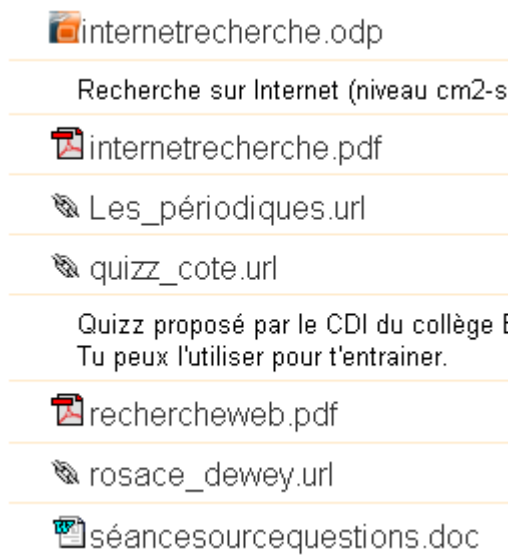 internetrecherche.odp
Recherche sur Internet (niveau cm2-s
internetrecherche.pdf
Les_périodiques.url
quizz_cote.url
Quizz proposé par le CDI du collège
Tu peux l'utiliser pour t'entrainer.
rechercheweb.pdf
rosace_dewey.url
séancesourcequestions.doc